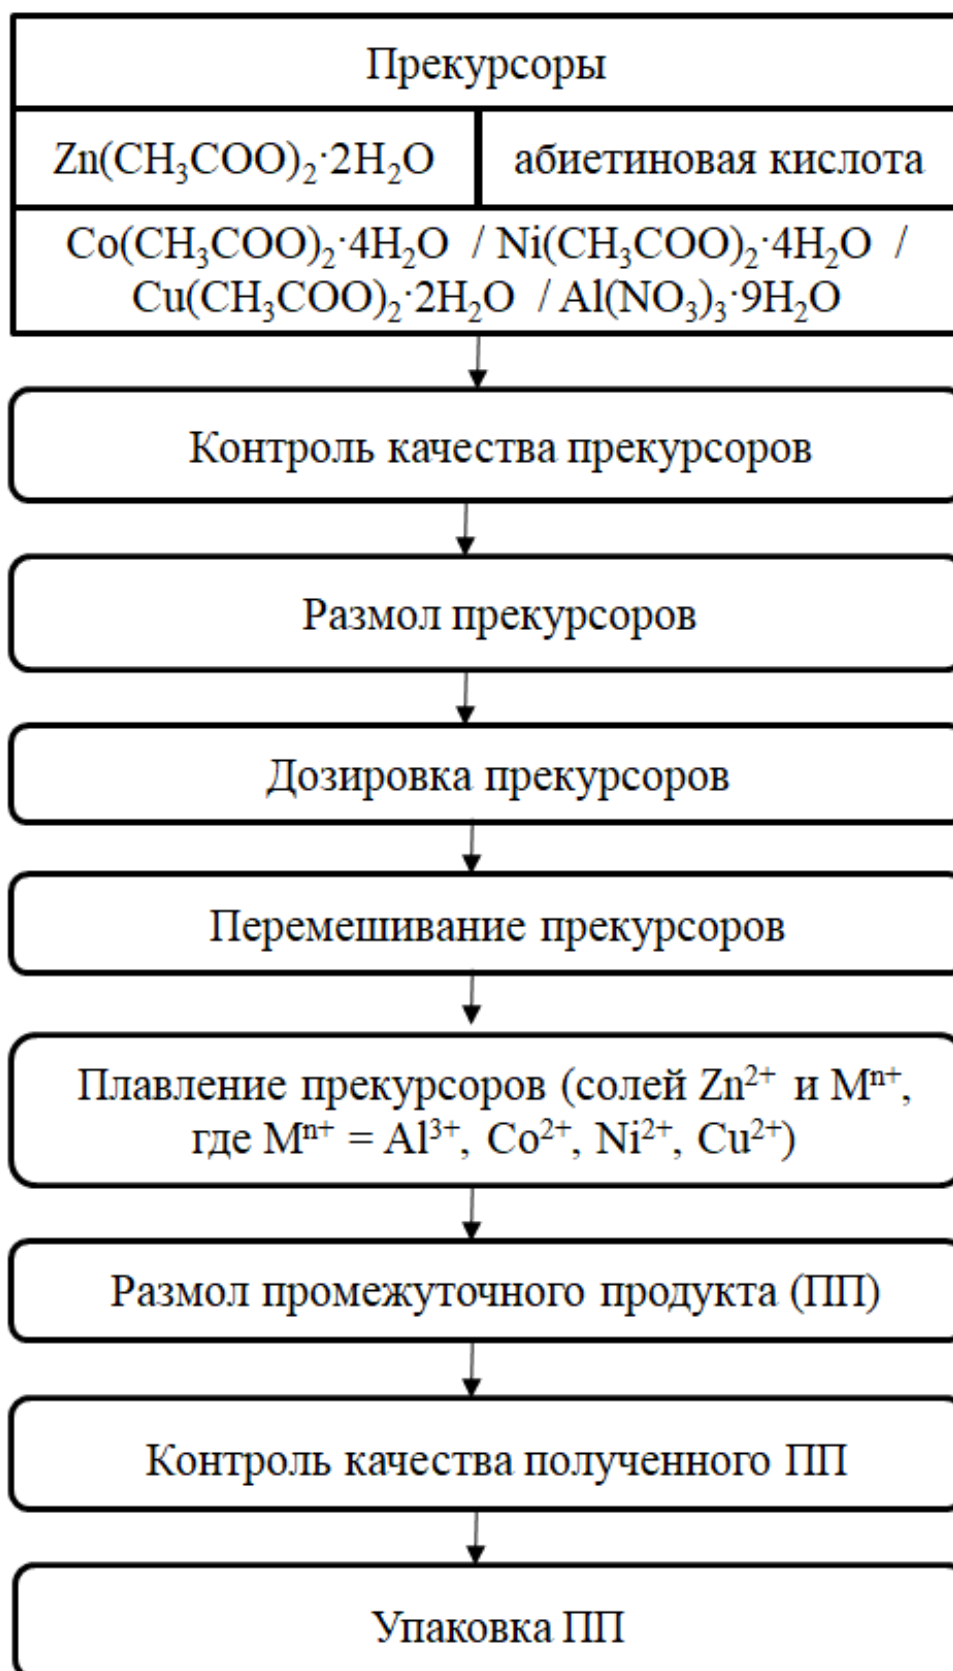 Прекурсоры
Zn(CH₃COO)₂·2H₂O
абиетиновая кислота
Co(CH₃COO)₂·4H₂O / Ni(CH₃COO)₂·4H₂O /
Cu(CH₃COO)₂·2H₂O / Al(NO₃)₃·9H₂O
Контроль качества прекурсоров
Размол прекурсоров
Дозировка прекурсоров
Перемешивание прекурсоров
Плавление прекурсоров (солей Zn²⁺ и Mⁿ⁺,
где Mⁿ⁺ = Al³⁺, Co²⁺, Ni²⁺, Cu²⁺)
Размол промежуточного продукта (ПП)
Контроль качества полученного ПП
Упаковка ПП